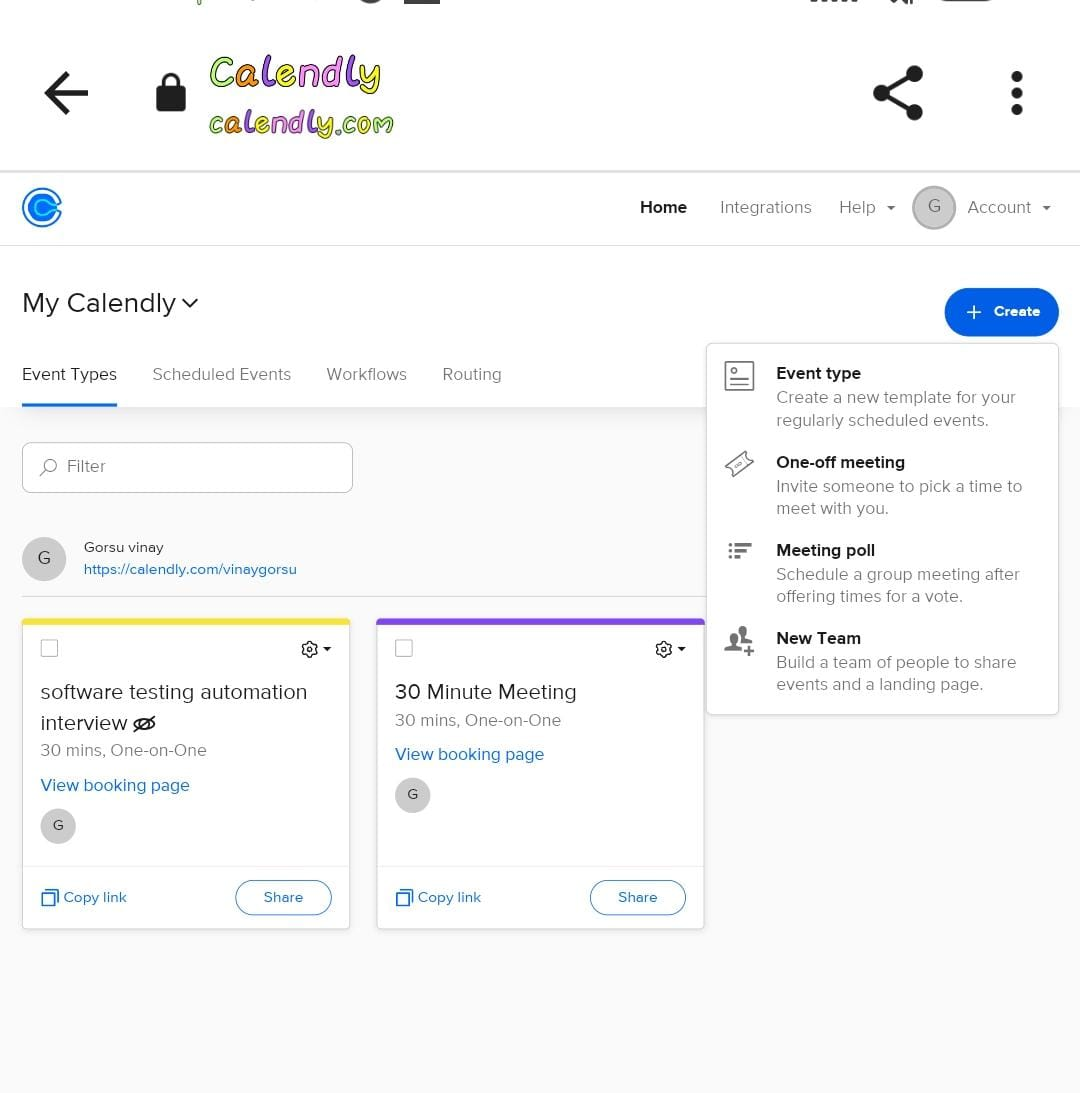 Calendly
calendly.com
Home Integrations Help G Account
My Calendly
+ Create
Event Types Scheduled Events Workflows Routing
Event type
Create a new template for your
regularly scheduled events.
One-off meeting
Invite someone to pick a time to
meet with you.
Meeting poll
Schedule a group meeting after
offering times for a vote.
New Team
Build a team of people to share
events and a landing page.
Filter
G
Gorsu vinay
https://calendly.com/vinaygorsu
software testing automation
interview
30 mins, One-on-One
View booking page
G
Copy link Share
30 Minute Meeting
30 mins, One-on-One
View booking page
G
Copy link Share